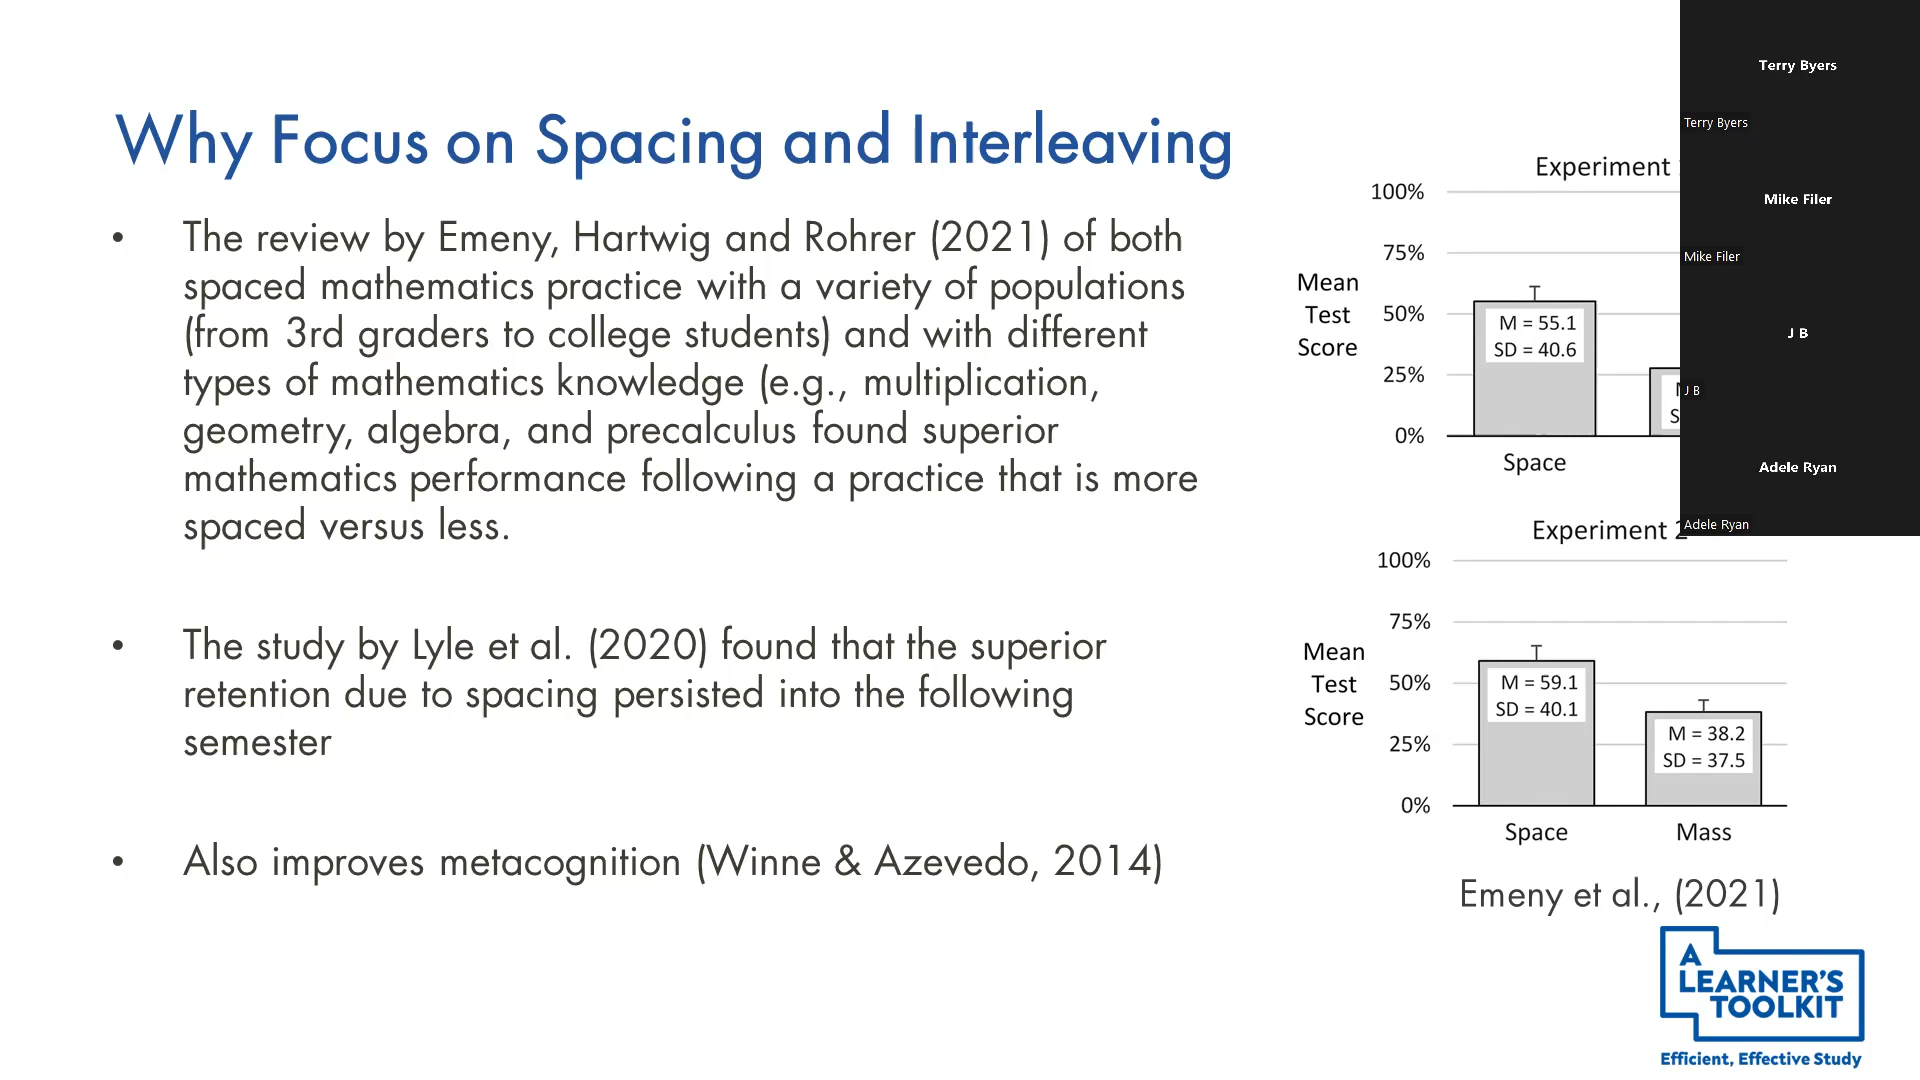 Why Focus on Spacing and Interleaving
• The review by Emeny, Hartwig and Rohrer (2021) of both
spaced mathematics practice with a variety of populations
(from 3rd graders to college students) and with different
types of mathematics knowledge (e.g., multiplication,
geometry, algebra, and precalculus found superior
mathematics performance following a practice that is more
spaced versus less.
• The study by Lyle et al. (2020) found that the superior
retention due to spacing persisted into the following
semester
• Also improves metacognition (Winne & Azevedo, 2014)
Experiment
100%
75%
50%
25%
0%
Mean
Test
Score
M = 55.1
SD = 40.6
Space
Experiment 2
100%
75%
50%
25%
0%
Mean
Test
Score
M = 59.1
SD = 40.1
M = 38.2
SD = 37.5
Space
Mass
Emeny et al., (2021)
A
LEARNER'S
TOOLKIT
Efficient, Effective Study
Terry Byers
Terry Byers
Mike Filer
Mike Filer
J B
J B
Adele Ryan
Adele Ryan